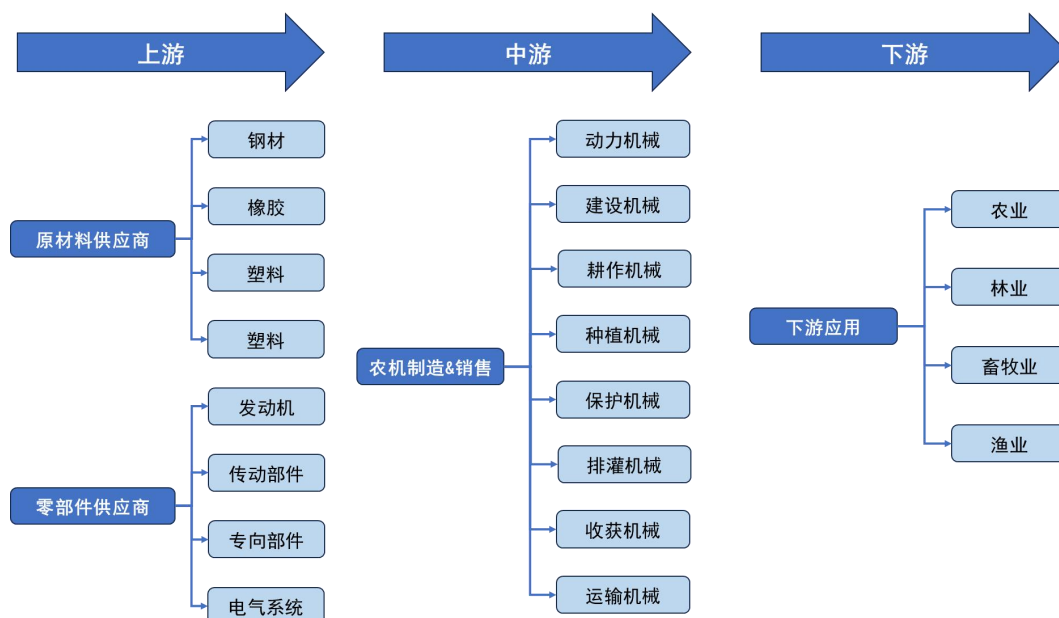 上游
中游
下游
钢材
橡胶
原材料供应商
塑料
塑料
发动机
传动部件
零部件供应商
专向部件
电气系统
动力机械
建设机械
耕作机械
种植机械
农机制造&销售
保护机械
排灌机械
收获机械
运输机械
农业
林业
下游应用
畜牧业
渔业